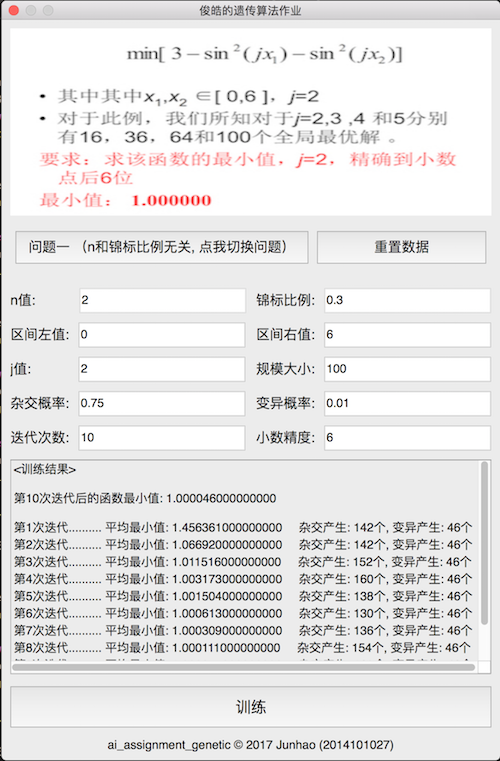 俊皓的遗传算法作业
min[ 3－sin²(jx₁)－sin²(jx₂)]
• 其中其中x₁,x₂ ∈[ 0,6 ]，j=2
• 对于此例，我们所知对于j=2,3 ,4 和5分别
有16，36，64和100个全局最优解 。
要求：求该函数的最小值，j=2，精确到小数
点后6位
最小值： 1.000000
问题一 （n和锦标比例无关, 点我切换问题） 重置数据
n值: 2 锦标比例: 0.3
区间左值: 0 区间右值: 6
j值: 2 规模大小: 100
杂交概率: 0.75 变异概率: 0.01
迭代次数: 10 小数精度: 6
<训练结果>
第10次迭代后的函数最小值: 1.000046000000000
第1次迭代.......... 平均最小值: 1.456361000000000 杂交产生: 142个, 变异产生: 46个
第2次迭代.......... 平均最小值: 1.066920000000000 杂交产生: 142个, 变异产生: 46个
第3次迭代.......... 平均最小值: 1.011516000000000 杂交产生: 152个, 变异产生: 46个
第4次迭代.......... 平均最小值: 1.003173000000000 杂交产生: 160个, 变异产生: 46个
第5次迭代.......... 平均最小值: 1.001504000000000 杂交产生: 138个, 变异产生: 46个
第6次迭代.......... 平均最小值: 1.000613000000000 杂交产生: 130个, 变异产生: 46个
第7次迭代.......... 平均最小值: 1.000309000000000 杂交产生: 136个, 变异产生: 46个
第8次迭代.......... 平均最小值: 1.000111000000000 杂交产生: 154个, 变异产生: 46个
训练
ai_assignment_genetic © 2017 Junhao (2014101027)